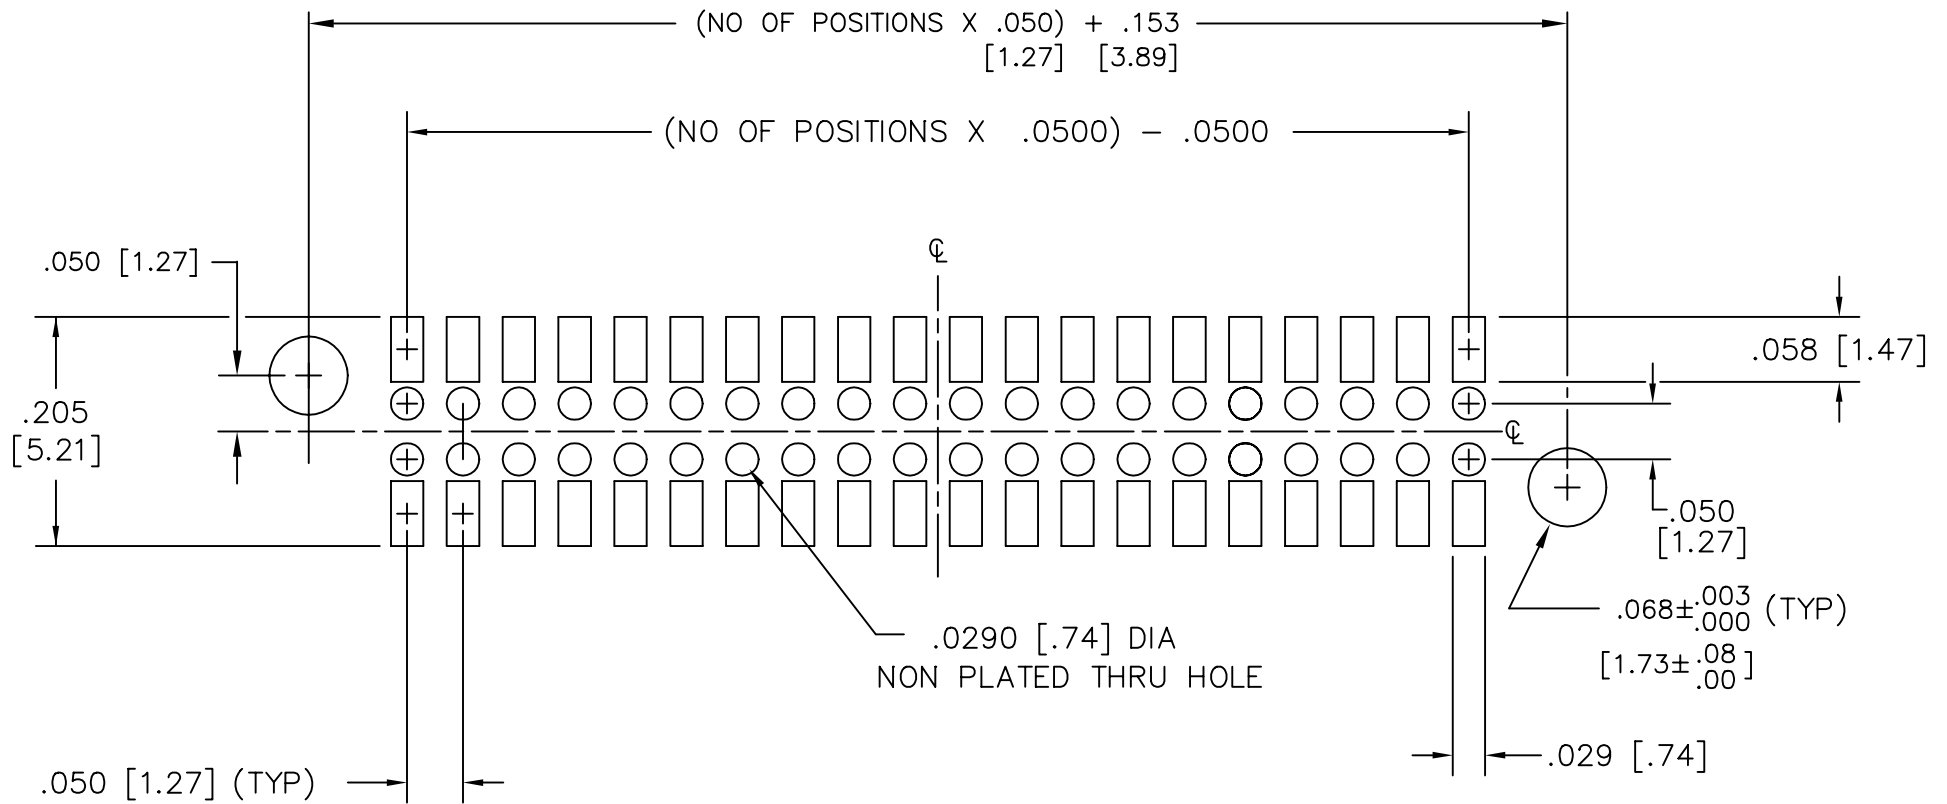 (NO OF POSITIONS X .050) + .153
[1.27] [3.89]
(NO OF POSITIONS X .0500) − .0500
℄
.050 [1.27]
.058 [1.47]
.205
[5.21]
℄
.050
[1.27]
.068± .003 (TYP)
.000
[1.73± .08 ]
.00
.0290 [.74] DIA
NON PLATED THRU HOLE
.029 [.74]
.050 [1.27] (TYP)